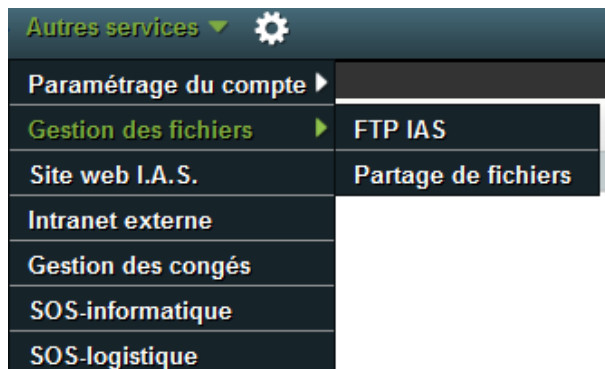 Autres services
Paramétrage du compte
Gestion des fichiers
FTP IAS
Site web I.A.S.
Partage de fichiers
Intranet externe
Gestion des congés
SOS-informatique
SOS-logistique